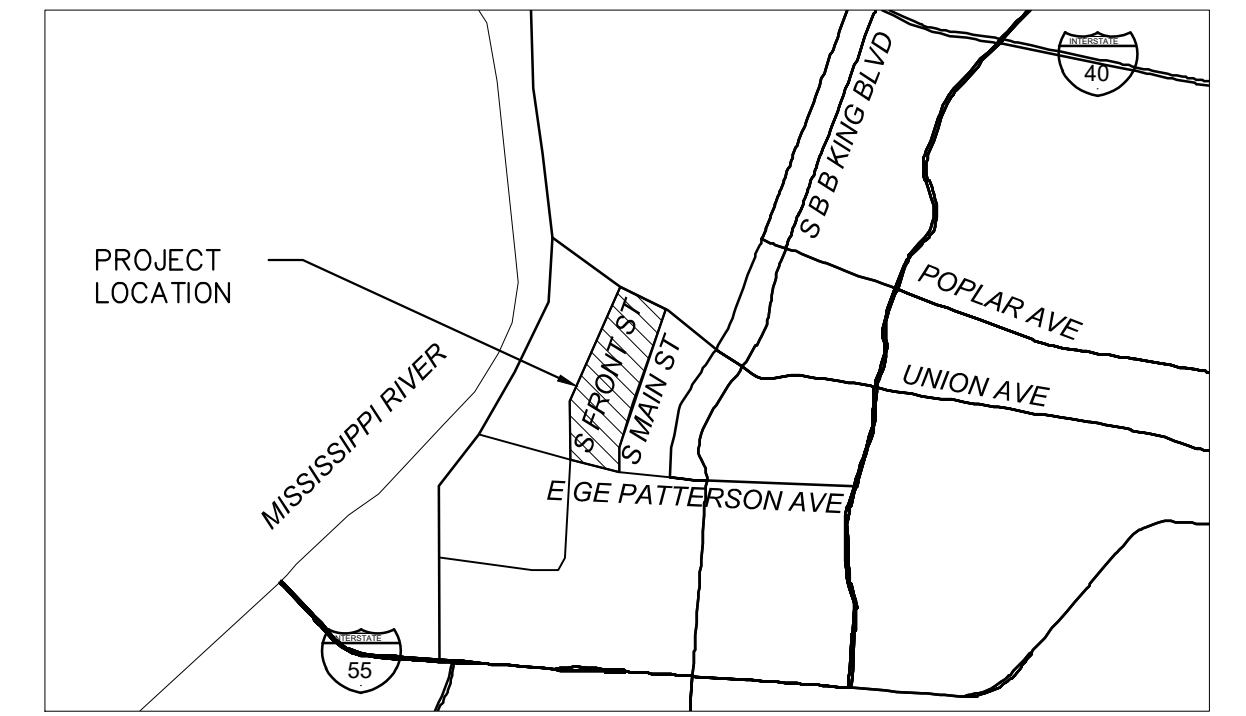 INTERSTATE
40
S B B KING BLVD
PROJECT
LOCATION
POPLAR AVE
S FRONT ST
S MAIN ST
UNION AVE
MISSISSIPPI RIVER
E GE PATTERSON AVE
INTERSTATE
55